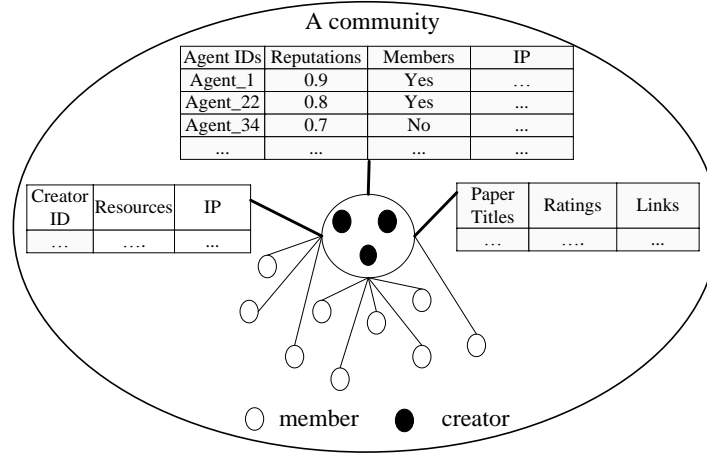 A community
Agent IDs Reputations Members IP
Agent_1 0.9 Yes …
Agent_22 0.8 Yes ...
Agent_34 0.7 No ...
... ... ... ...
Creator
ID Resources IP
… …. ...
Paper
Titles Ratings Links
… …. ...
member creator